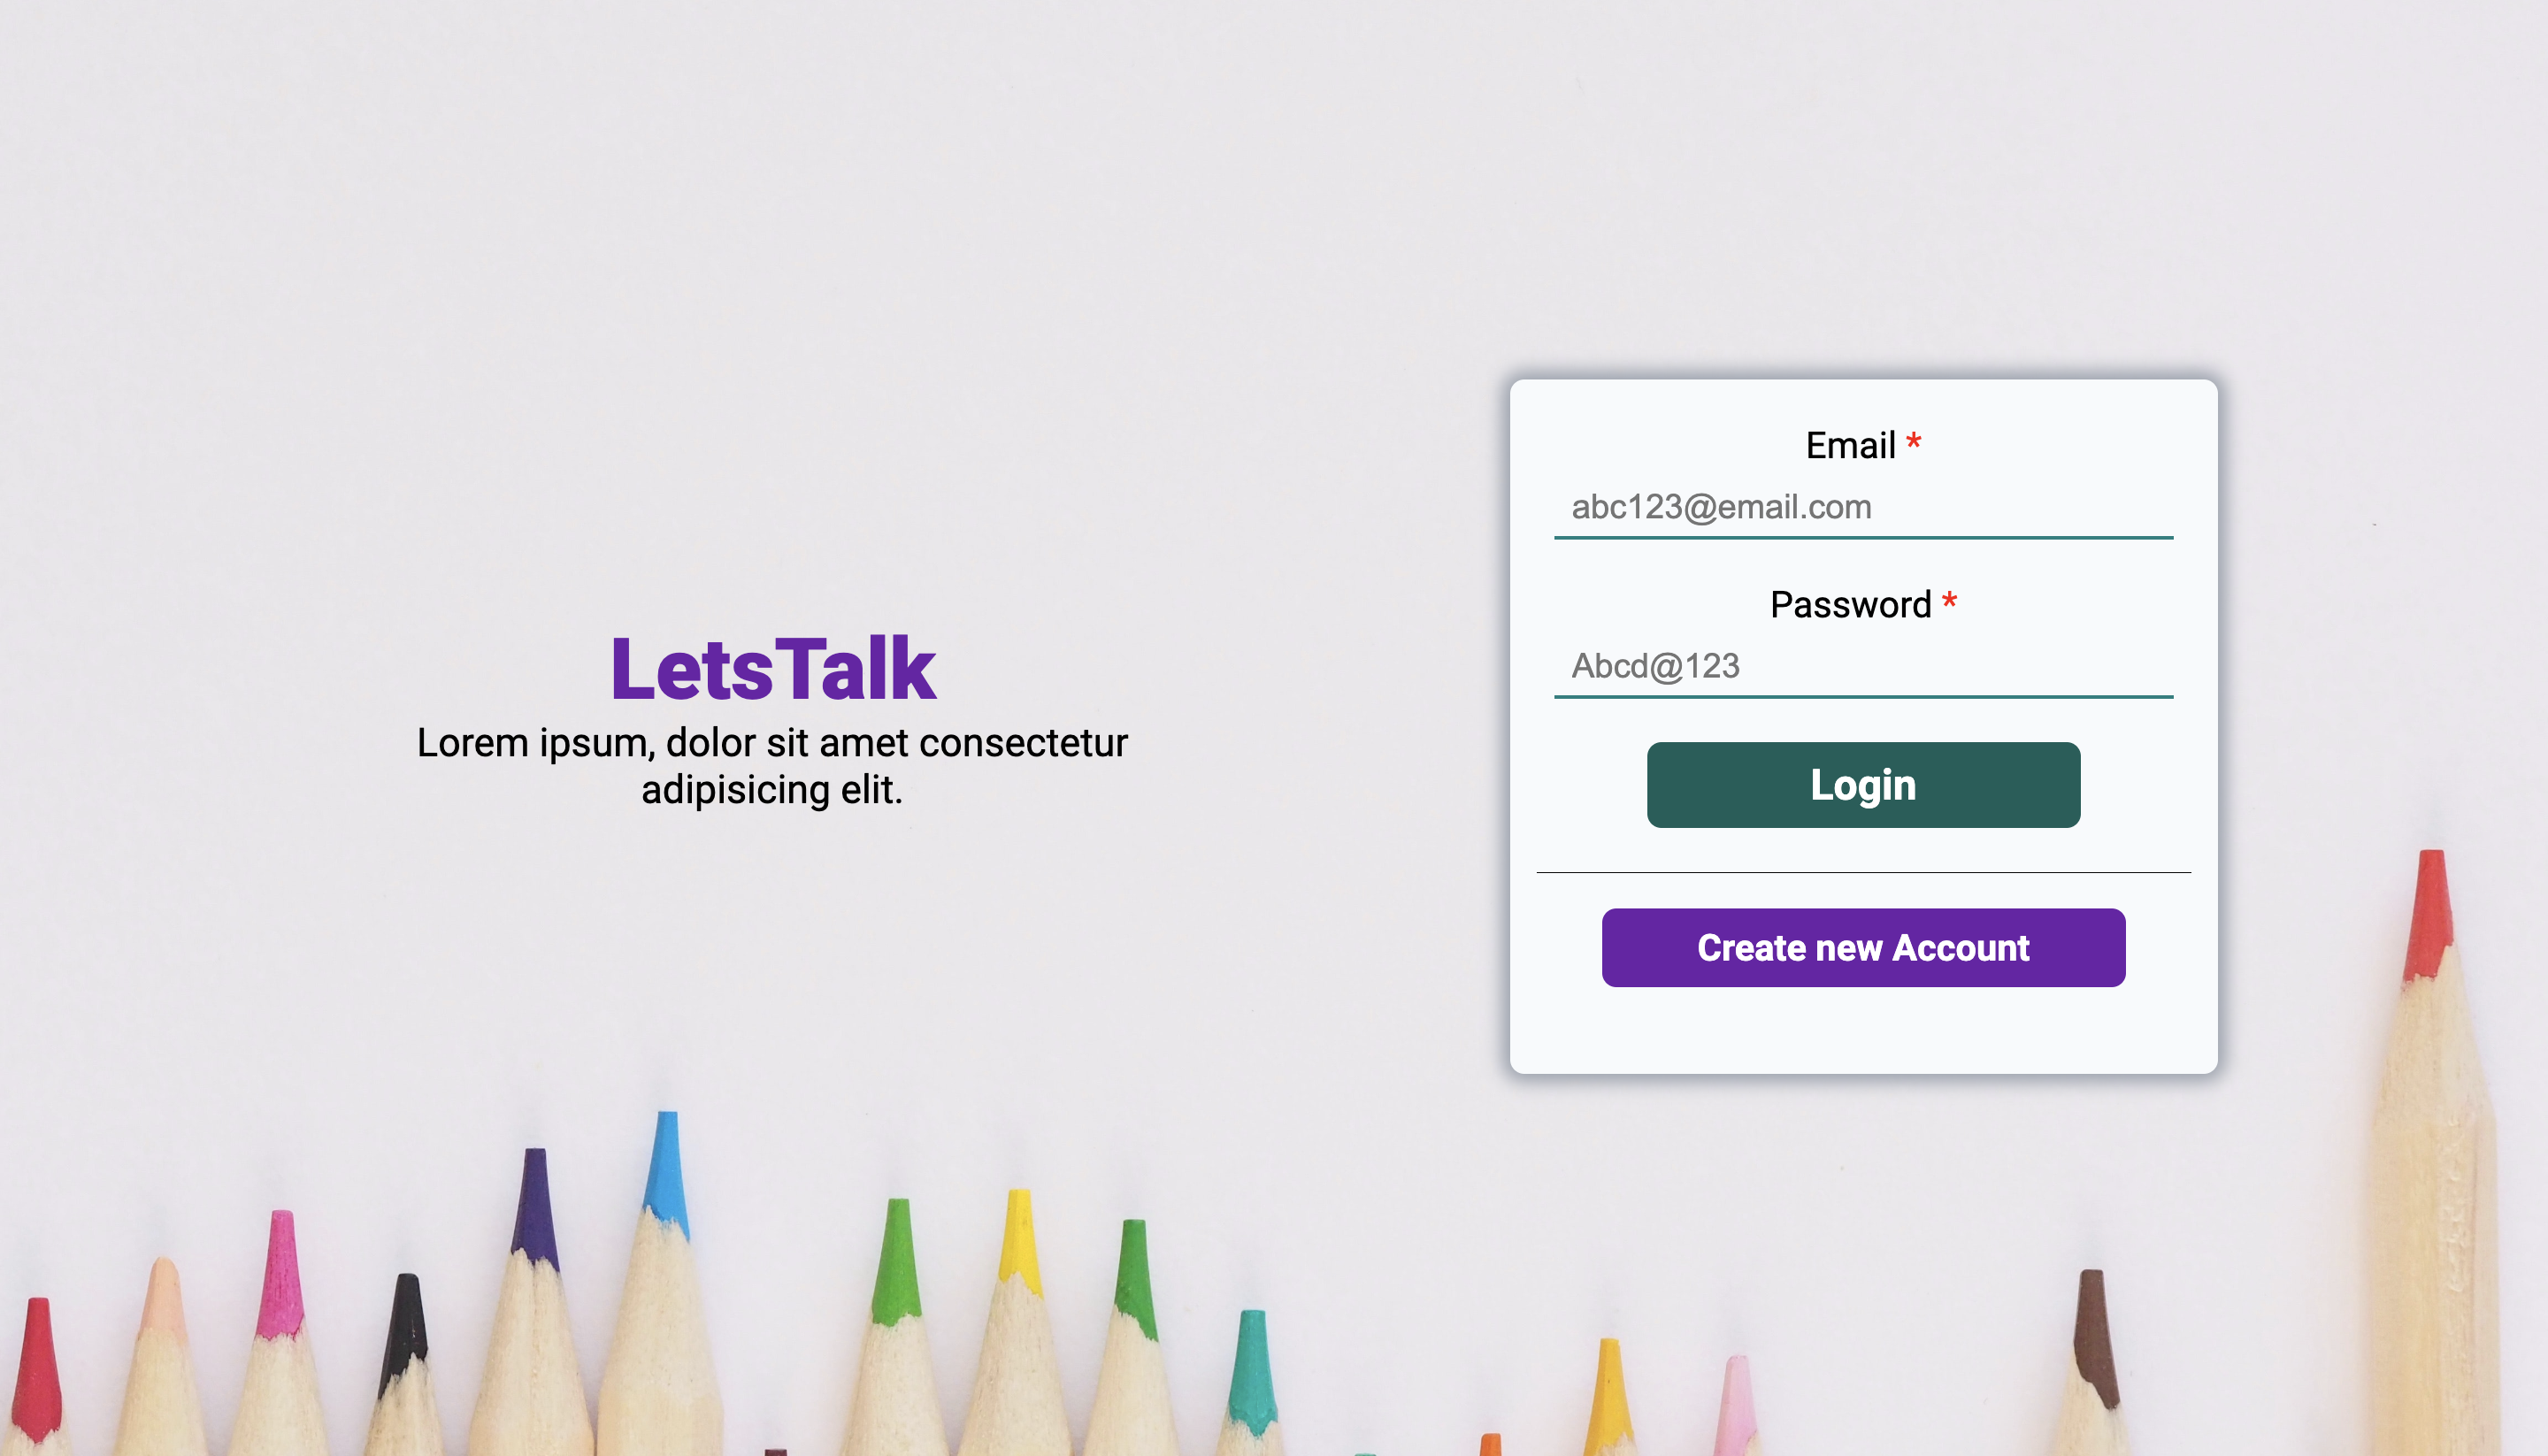 LetsTalk
Lorem ipsum, dolor sit amet consectetur
adipisicing elit.
Email *
abc123@email.com
Password *
Abcd@123
Login
Create new Account